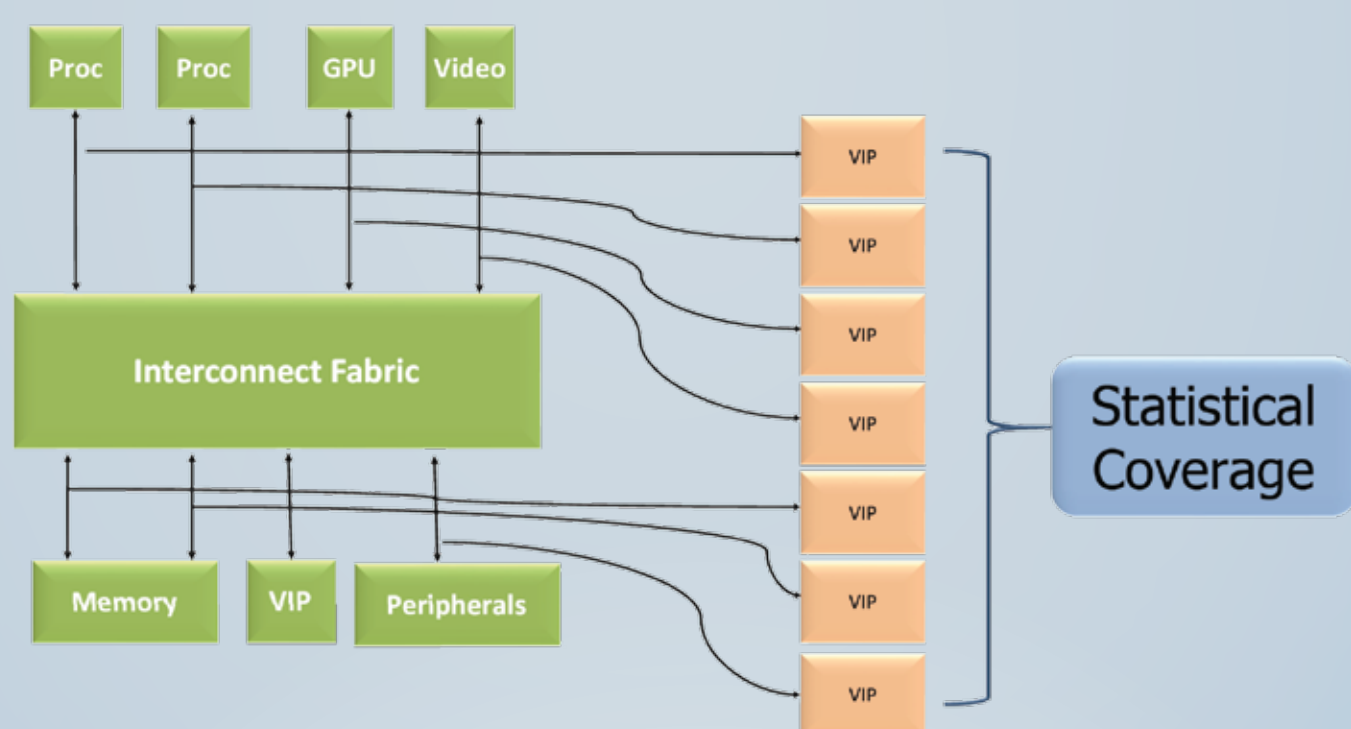 Proc
Proc
GPU
Video
VIP
VIP
VIP
Interconnect Fabric
VIP
Statistical
Coverage
VIP
Memory
VIP
Peripherals
VIP
VIP